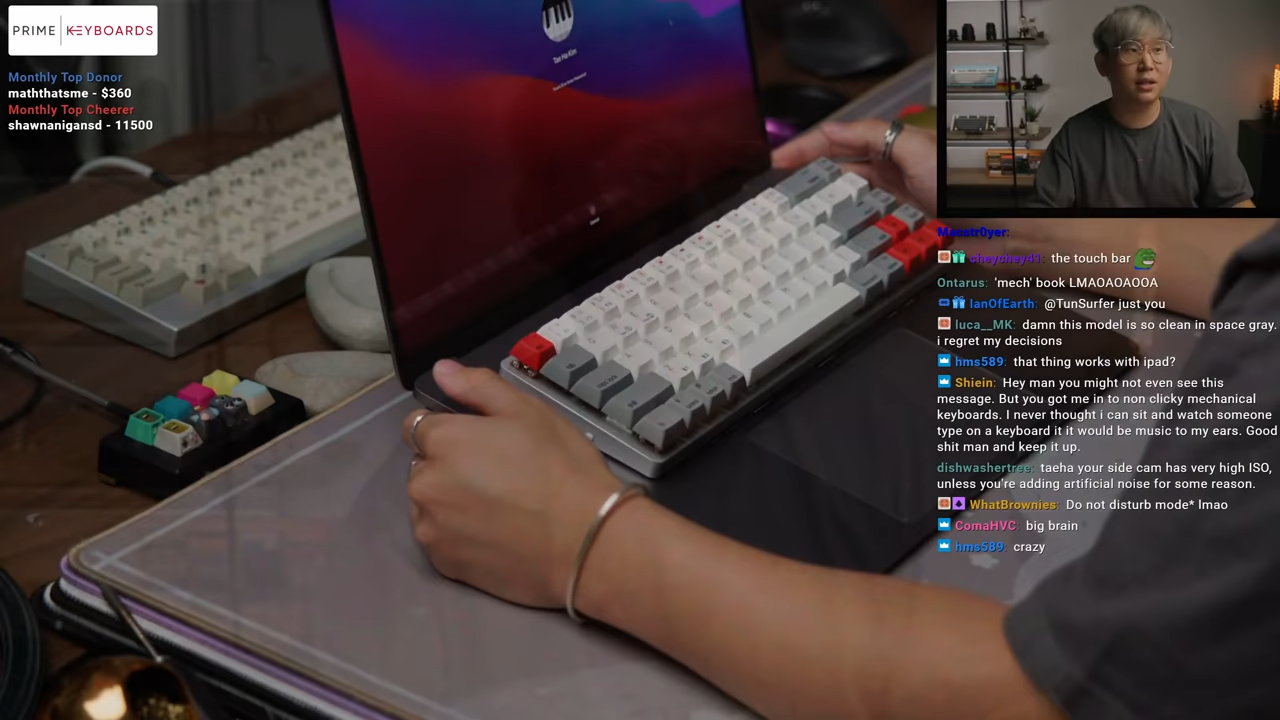 PRIME | KEYBOARDS
Monthly Top Donor
maththatsme - $360
Monthly Top Cheerer
shawnanigansd - 11500
Tae Ha Kim
Maestr0yer:
cheychey41: the touch bar
Ontarus: 'mech' book LMAOAOAOOA
IanOfEarth: @TunSurfer just you
luca__MK: damn this model is so clean in space gray.
i regret my decisions
hms589: that thing works with ipad?
Shiein: Hey man you might not even see this
message. But you got me in to non clicky mechanical
keyboards. I never thought i can sit and watch someone
type on a keyboard it it would be music to my ears. Good
shit man and keep it up.
dishwashertree: taeha your side cam has very high ISO,
unless you're adding artificial noise for some reason.
WhatBrownies: Do not disturb mode* lmao
ComaHVC: big brain
hms589: crazy